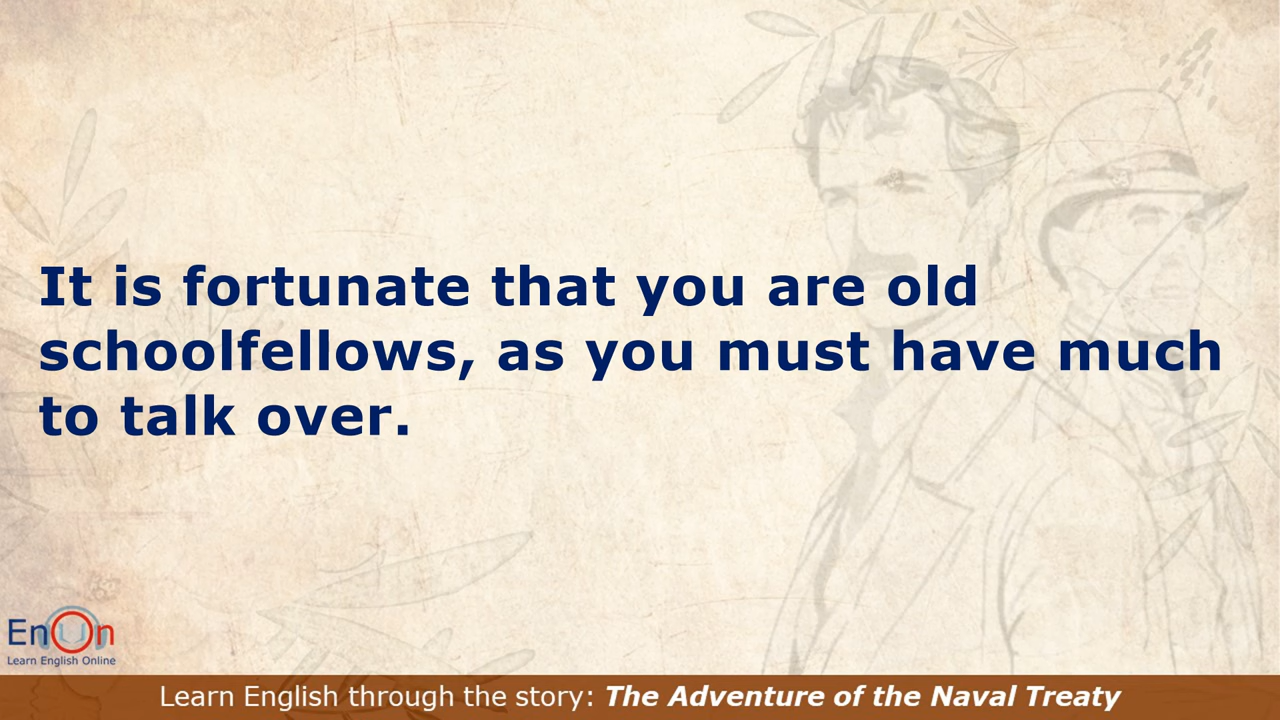 It is fortunate that you are old
schoolfellows, as you must have much
to talk over.
EnOn
Learn English Online
Learn English through the story: The Adventure of the Naval Treaty